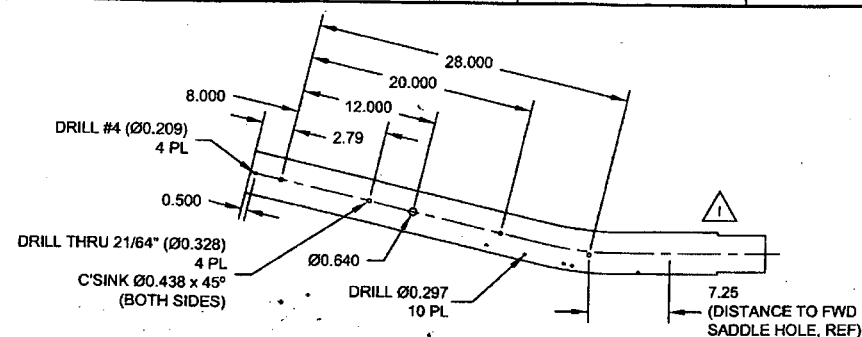 28.000
20.000
8.000
12.000
DRILL #4 (Ø0.209)
4 PL
2.79
0.500
1
DRILL THRU 21/64" (Ø0.328)
4 PL
C'SINK Ø0.438 x 45°
(BOTH SIDES)
Ø0.640
DRILL Ø0.297
10 PL
7.25
(DISTANCE TO FWD
SADDLE HOLE, REF)